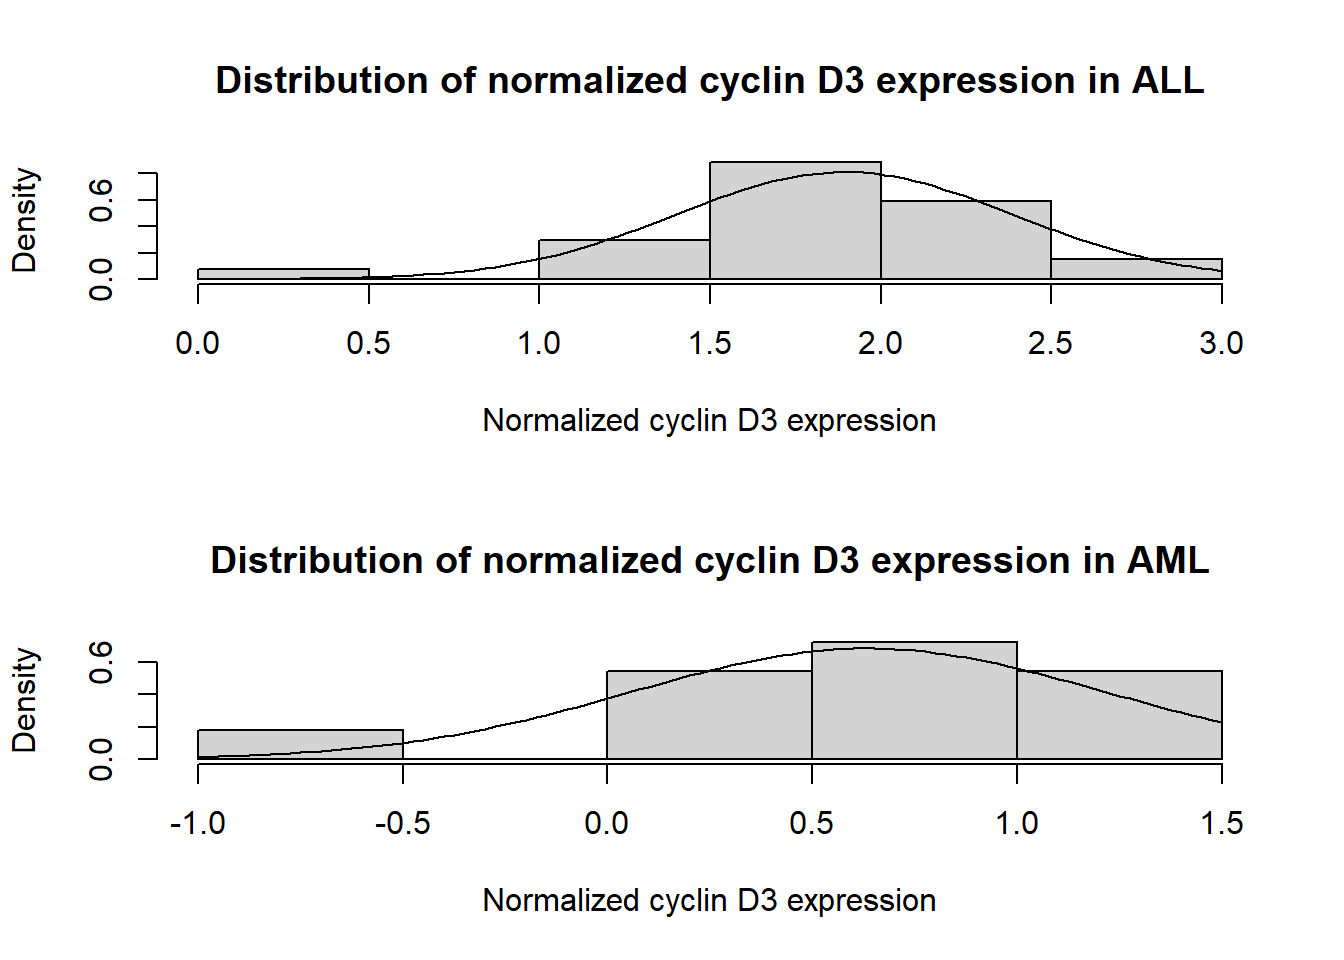 Distribution of normalized cyclin D3 expression in ALL
Density
0.6
0.0
0.0 0.5 1.0 1.5 2.0 2.5 3.0
Normalized cyclin D3 expression
Distribution of normalized cyclin D3 expression in AML
Density
0.6
0.0
-1.0 -0.5 0.0 0.5 1.0 1.5
Normalized cyclin D3 expression